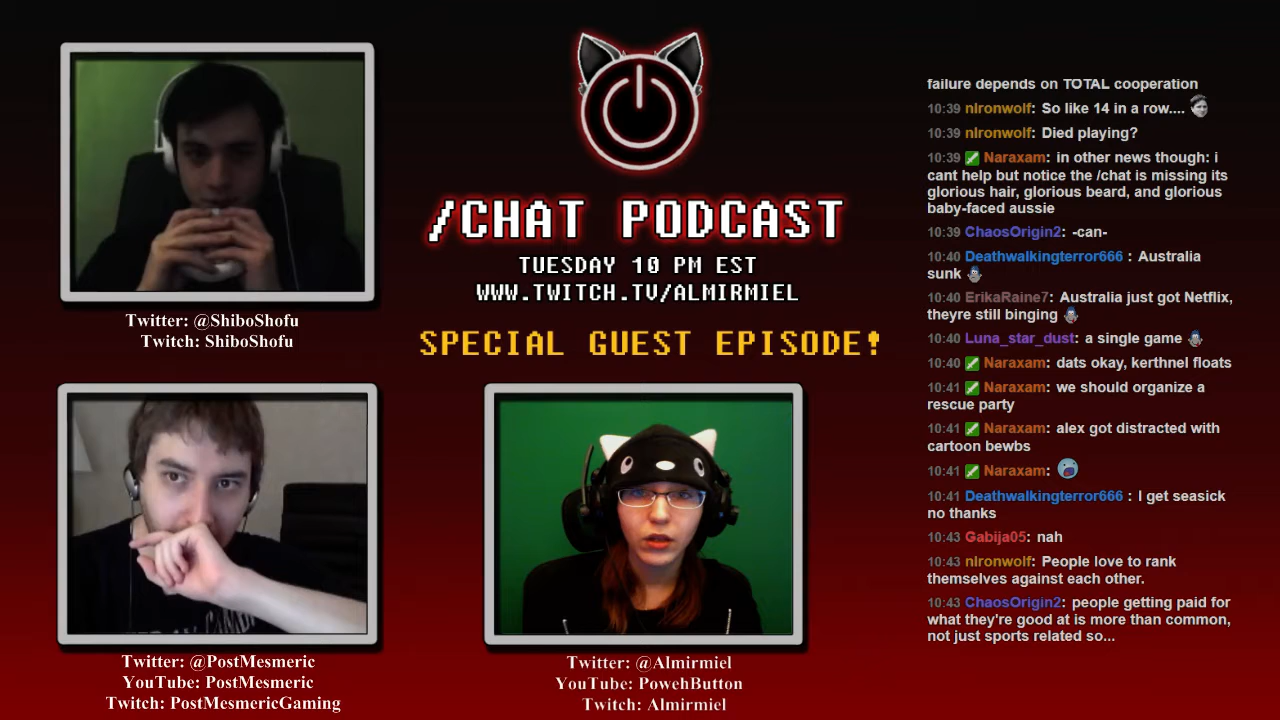 /CHAT PODCAST
TUESDAY 10 PM EST
WWW.TWITCH.TV/ALMIRMIEL
SPECIAL GUEST EPISODE!
Twitter: @ShiboShofu
Twitch: ShiboShofu
Twitter: @PostMesmeric
YouTube: PostMesmeric
Twitch: PostMesmericGaming
Twitter: @Almirmiel
YouTube: PowehButton
Twitch: Almirmiel
failure depends on TOTAL cooperation
10:39 nIronwolf: So like 14 in a row....
10:39 nIronwolf: Died playing?
10:39 Naraxam: in other news though: i
cant help but notice the /chat is missing its
glorious hair, glorious beard, and glorious
baby-faced aussie
10:39 ChaosOrigin2: -can-
10:40 Deathwalkingterror666 : Australia
sunk
10:40 ErikaRaine7: Australia just got Netflix,
theyre still binging
10:40 Luna_star_dust: a single game
10:40 Naraxam: dats okay, kerthnel floats
10:41 Naraxam: we should organize a
rescue party
10:41 Naraxam: alex got distracted with
cartoon bewbs
10:41 Naraxam:
10:41 Deathwalkingterror666 : I get seasick
no thanks
10:43 Gabija05: nah
10:43 nIronwolf: People love to rank
themselves against each other.
10:43 ChaosOrigin2: people getting paid for
what they're good at is more than common,
not just sports related so...